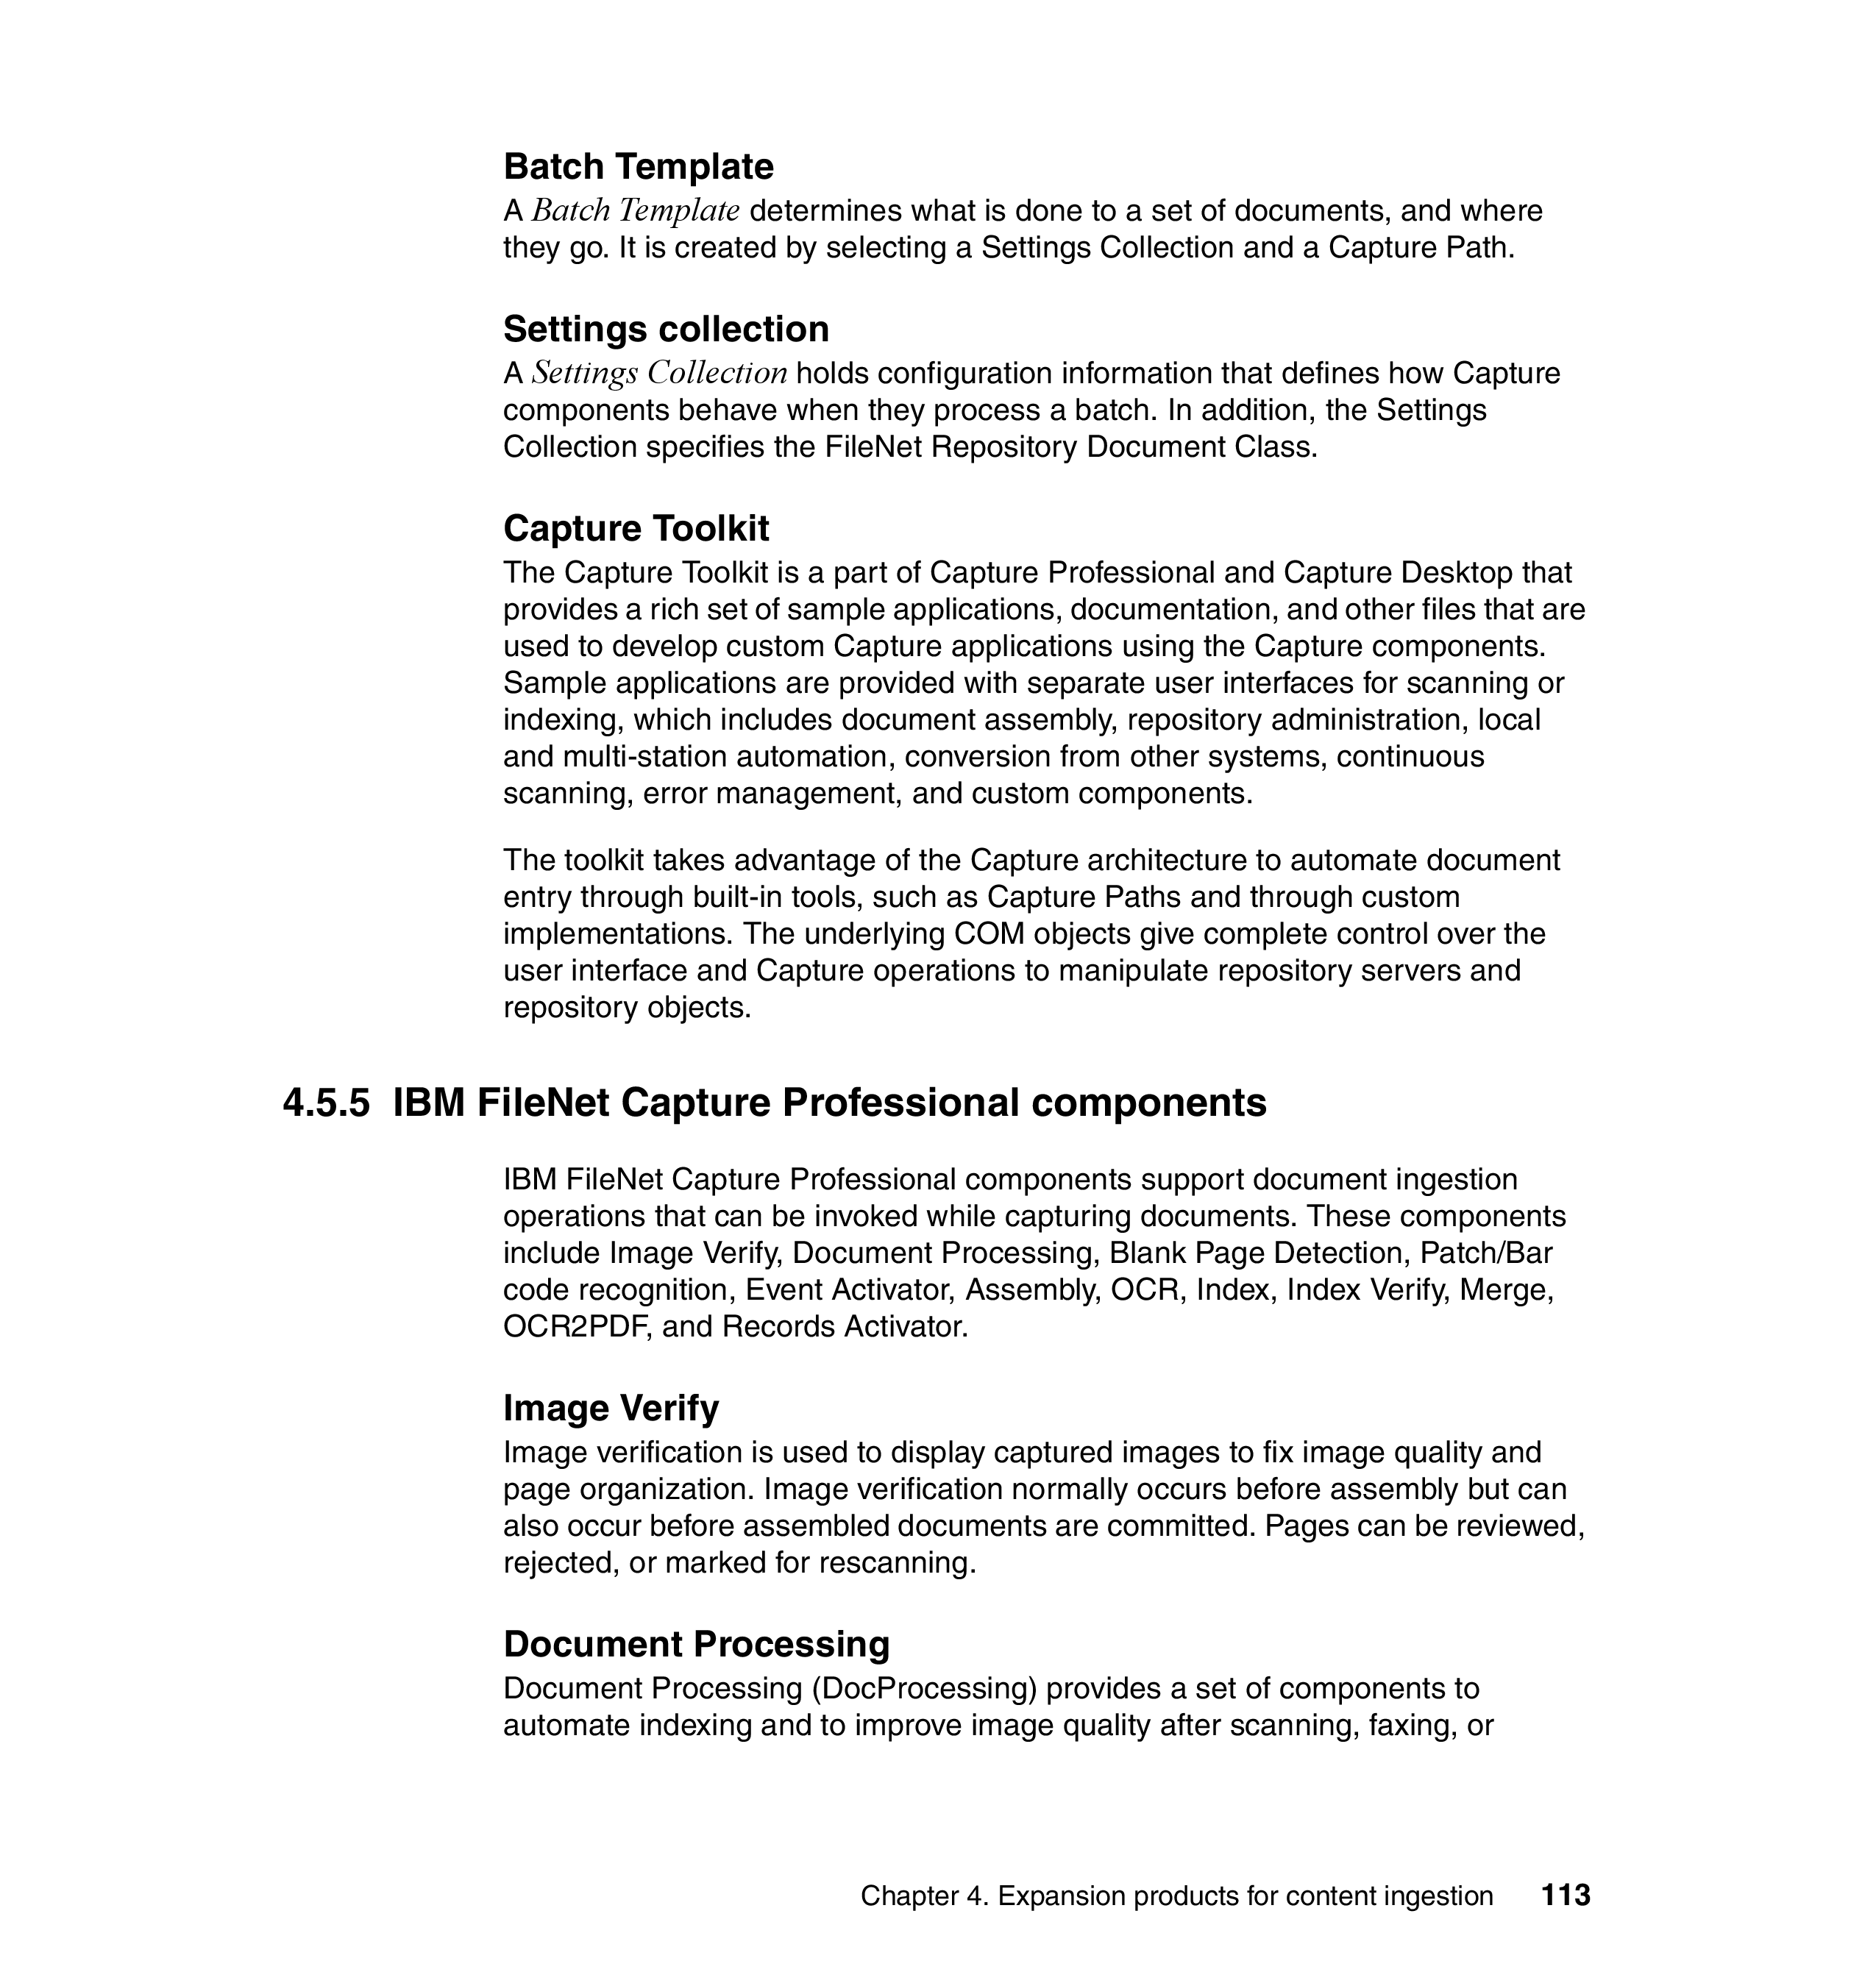 Batch Template
A Batch Template determines what is done to a set of documents, and where
they go. It is created by selecting a Settings Collection and a Capture Path.
Settings collection
A Settings Collection holds configuration information that defines how Capture
components behave when they process a batch. In addition, the Settings
Collection specifies the FileNet Repository Document Class.
Capture Toolkit
The Capture Toolkit is a part of Capture Professional and Capture Desktop that
provides a rich set of sample applications, documentation, and other files that are
used to develop custom Capture applications using the Capture components.
Sample applications are provided with separate user interfaces for scanning or
indexing, which includes document assembly, repository administration, local
and multi-station automation, conversion from other systems, continuous
scanning, error management, and custom components.
The toolkit takes advantage of the Capture architecture to automate document
entry through built-in tools, such as Capture Paths and through custom
implementations. The underlying COM objects give complete control over the
user interface and Capture operations to manipulate repository servers and
repository objects.
4.5.5 IBM FileNet Capture Professional components
IBM FileNet Capture Professional components support document ingestion
operations that can be invoked while capturing documents. These components
include Image Verify, Document Processing, Blank Page Detection, Patch/Bar
code recognition, Event Activator, Assembly, OCR, Index, Index Verify, Merge,
OCR2PDF, and Records Activator.
Image Verify
Image verification is used to display captured images to fix image quality and
page organization. Image verification normally occurs before assembly but can
also occur before assembled documents are committed. Pages can be reviewed,
rejected, or marked for rescanning.
Document Processing
Document Processing (DocProcessing) provides a set of components to
automate indexing and to improve image quality after scanning, faxing, or
Chapter 4. Expansion products for content ingestion 113